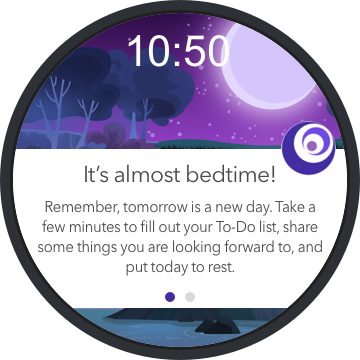 10:50
It’s almost bedtime!
Remember, tomorrow is a new day. Take a
few minutes to fill out your To-Do list, share
some things you are looking forward to, and
put today to rest.